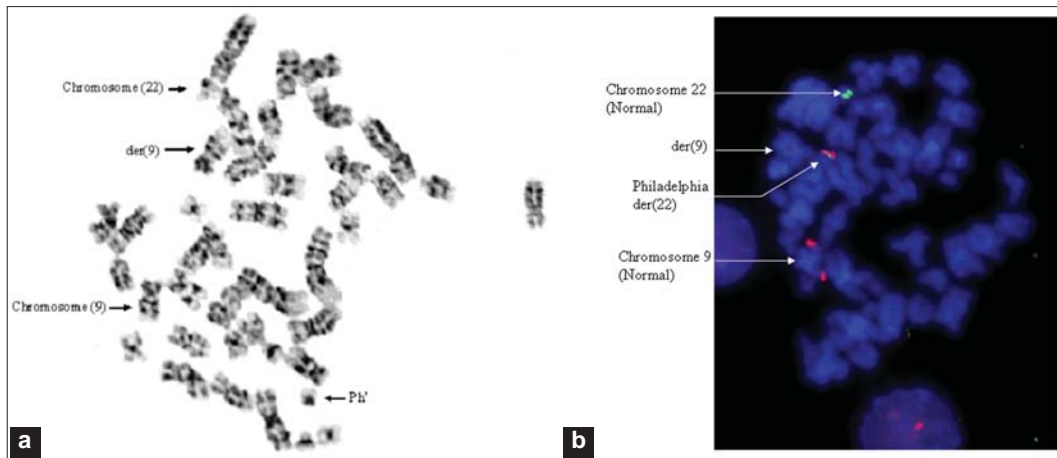 Chromosome (22)
der(9)
Chromosome (9)
Ph'
a
Chromosome 22
(Normal)
der(9)
Philadelphia
der(22)
Chromosome 9
(Normal)
b